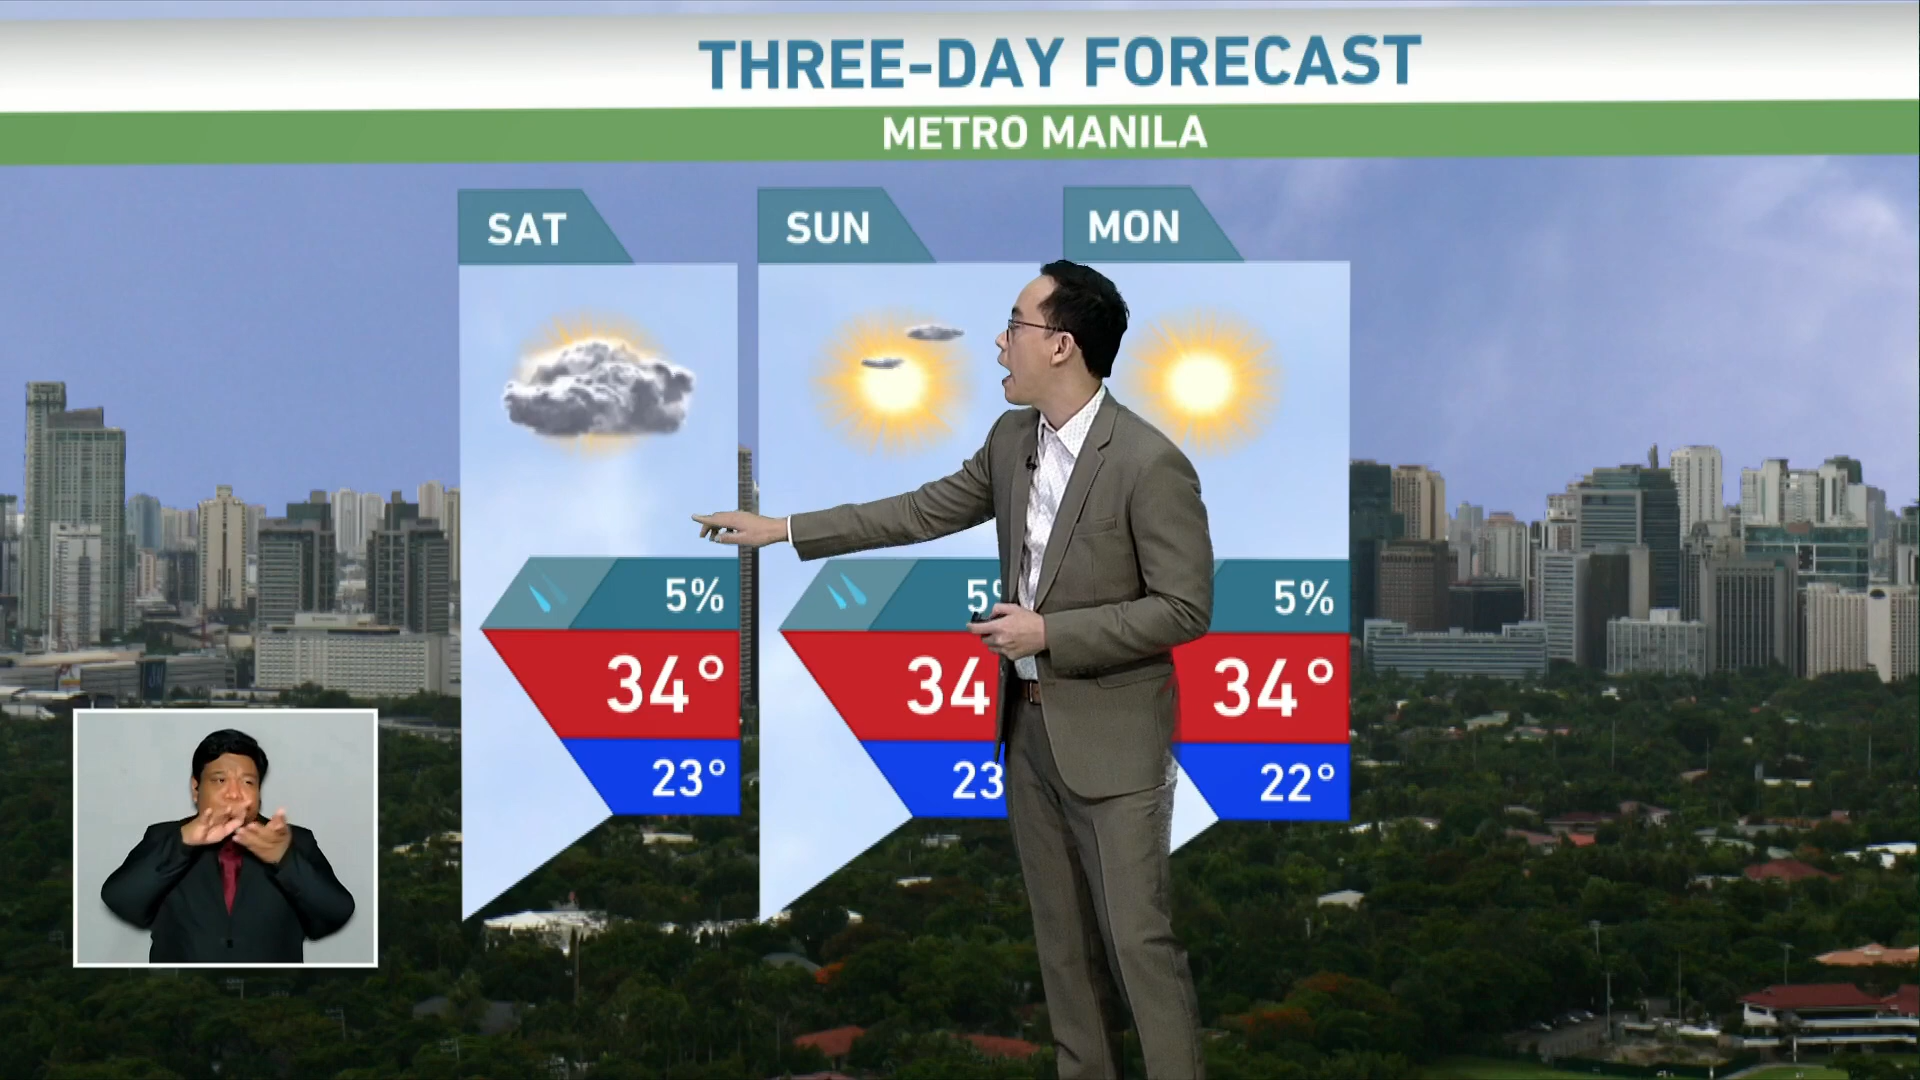 THREE-DAY FORECAST
METRO MANILA
SAT
SUN
MON
5%
5%
34°
34
34°
23°
23
22°